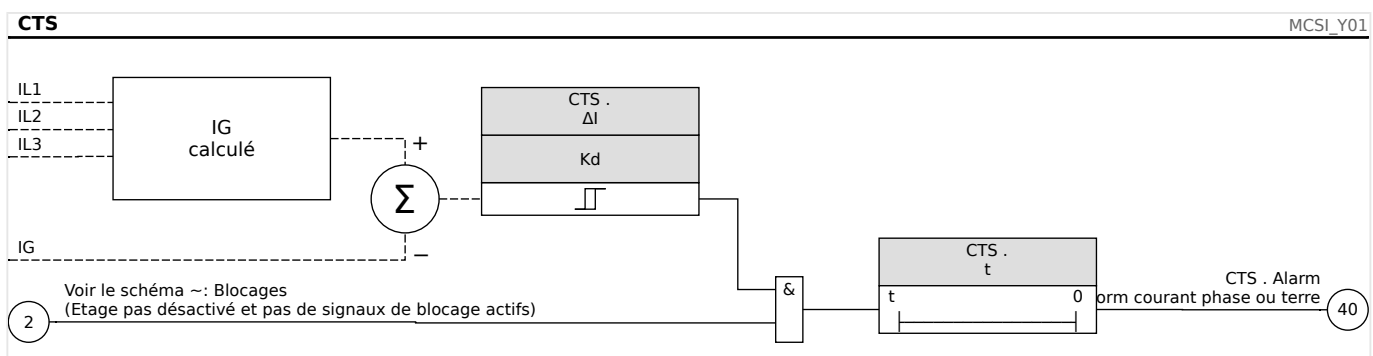 CTS
MCSI_Y01
IL1
IL2
IL3
IG
calculé
+
Σ
−
IG
CTS .
ΔI
Kd
&
CTS .
t
t 0
Voir le schéma ~: Blocages
(Etage pas désactivé et pas de signaux de blocage actifs)
2
CTS . Alarm
orm courant phase ou terre
40